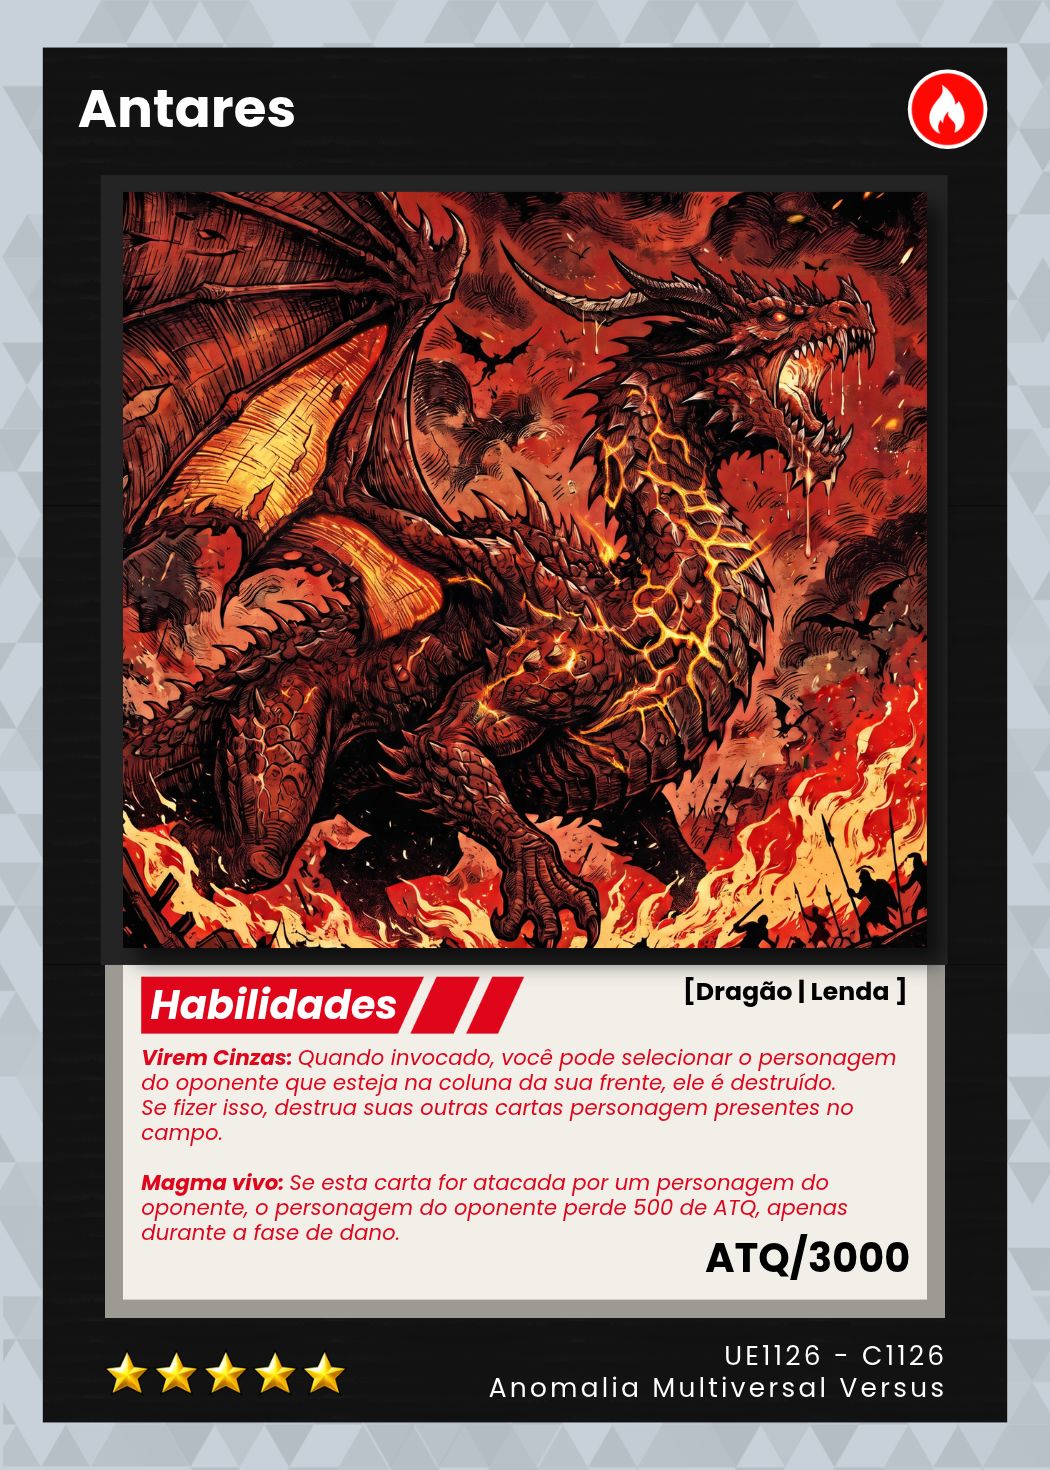 Antares
Habilidades
[Dragão | Lenda ]
Virem Cinzas: Quando invocado, você pode selecionar o personagem
do oponente que esteja na coluna da sua frente, ele é destruído.
Se fizer isso, destrua suas outras cartas personagem presentes no
campo.
Magma vivo: Se esta carta for atacada por um personagem do
oponente, o personagem do oponente perde 500 de ATQ, apenas
durante a fase de dano.
ATQ/3000
UE1126 - C1126
Anomalia Multiversal Versus